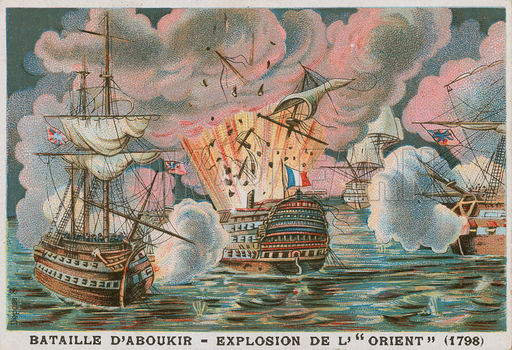 BATAILLE D'ABOUKIR - EXPLOSION DE L'"ORIENT" (1798)